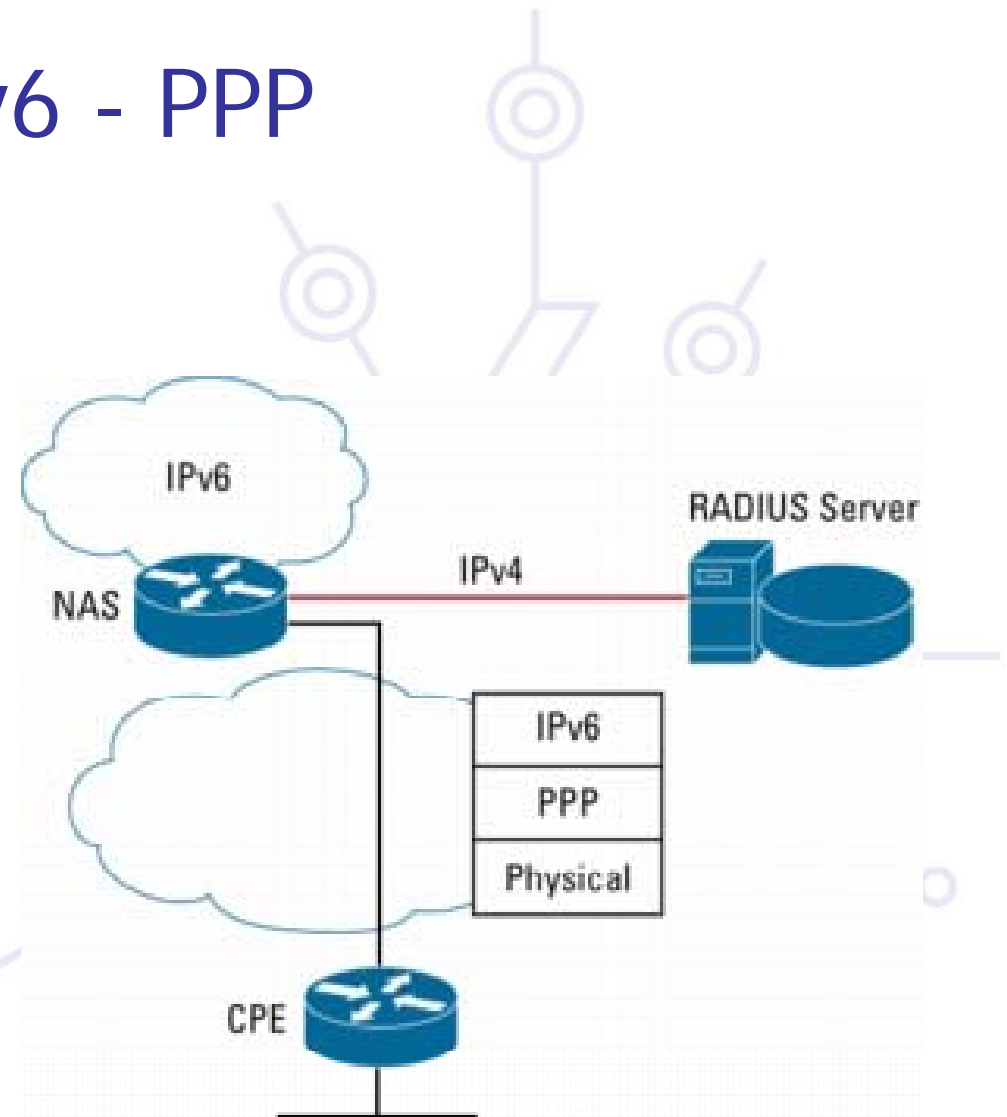 v6 - PPP
IPv6
RADIUS Server
IPv4
NAS
IPv6
PPP
Physical
CPE